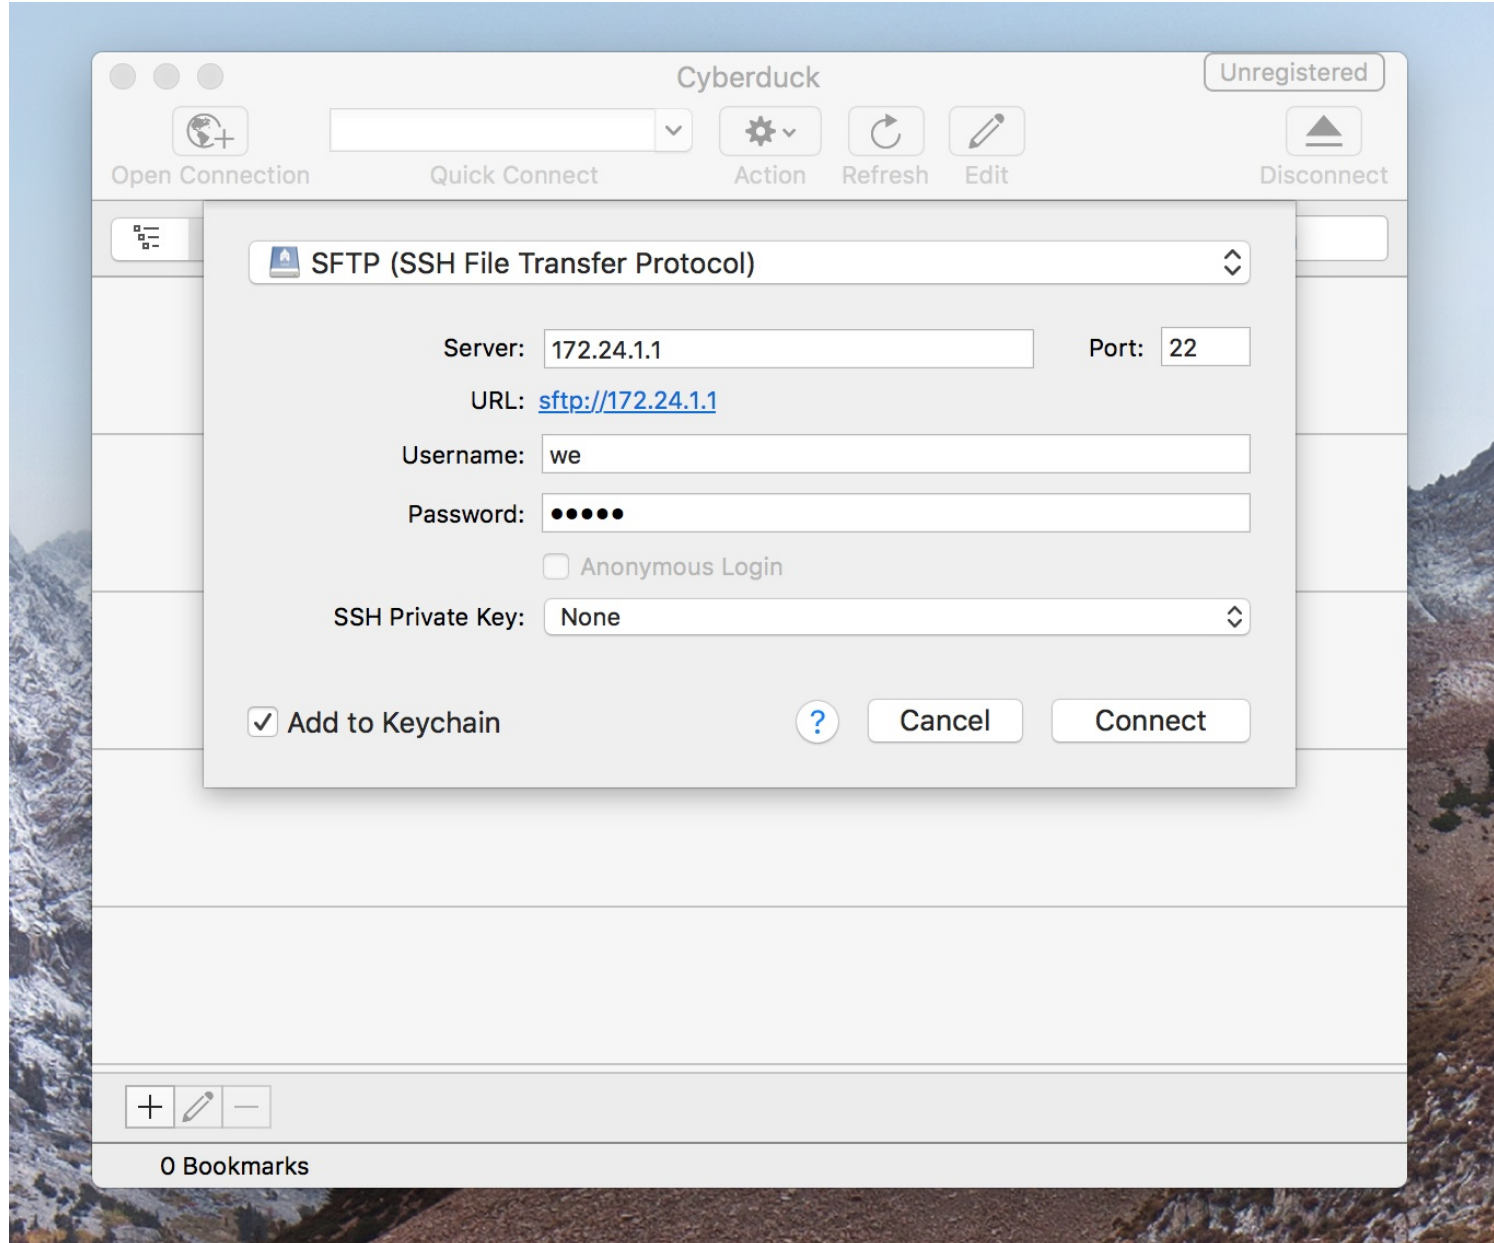 Cyberduck
Unregistered
Open Connection
Quick Connect
Action
Refresh
Edit
Disconnect
SFTP (SSH File Transfer Protocol)
Server: 172.24.1.1 Port: 22
URL: sftp://172.24.1.1
Username: we
Password: •••••
Anonymous Login
SSH Private Key: None
Add to Keychain ? Cancel Connect
0 Bookmarks